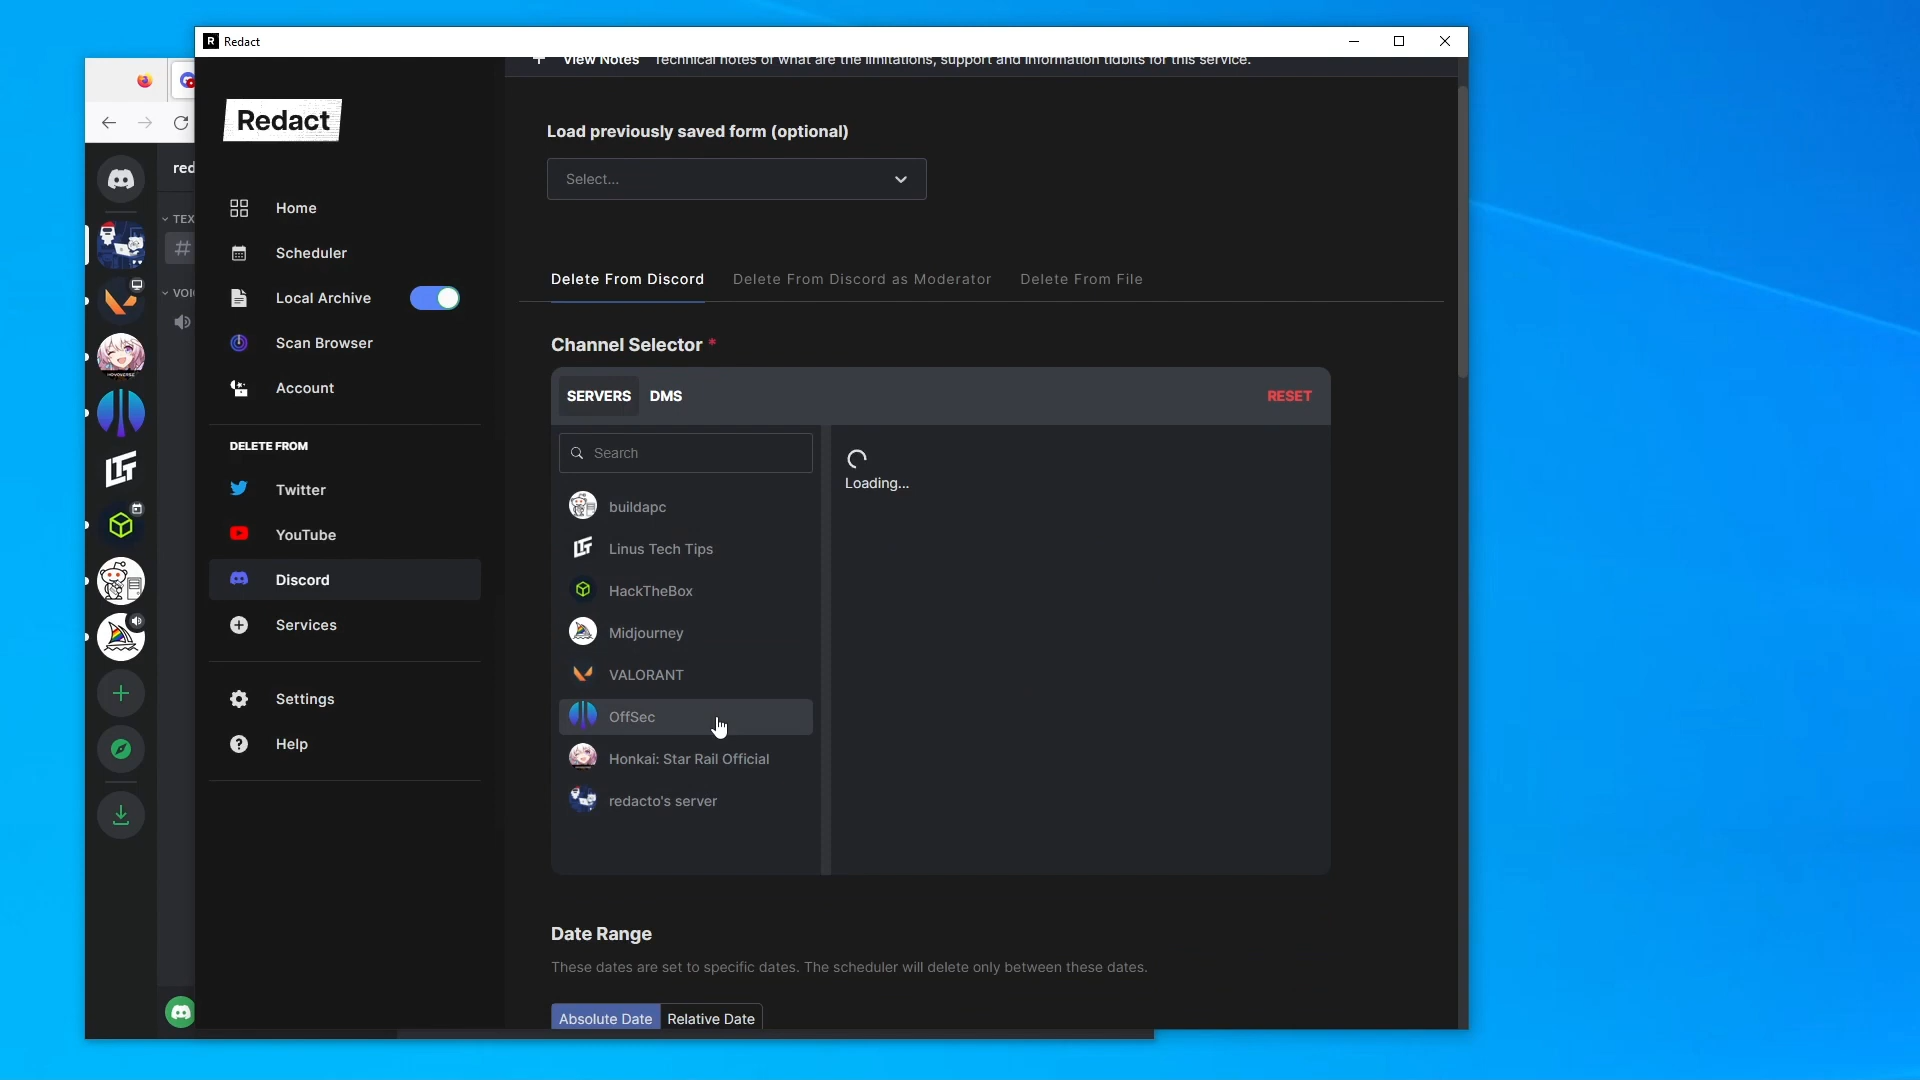 R Redact
View Notes Technical notes of what are the limitations, support and information tidbits for this service.
Redact
Load previously saved form (optional)
Select...
red
Home
TEX
Scheduler
#
Delete From Discord Delete From Discord as Moderator Delete From File
Local Archive
VOI
Scan Browser
Channel Selector *
Account
SERVERS DMS RESET
DELETE FROM
Search
Loading...
Twitter
buildapc
YouTube
Linus Tech Tips
Discord
HackTheBox
Services
Midjourney
VALORANT
Settings
OffSec
Help
Honkai: Star Rail Official
redacto's server
Date Range
These dates are set to specific dates. The scheduler will delete only between these dates.
Absolute Date Relative Date